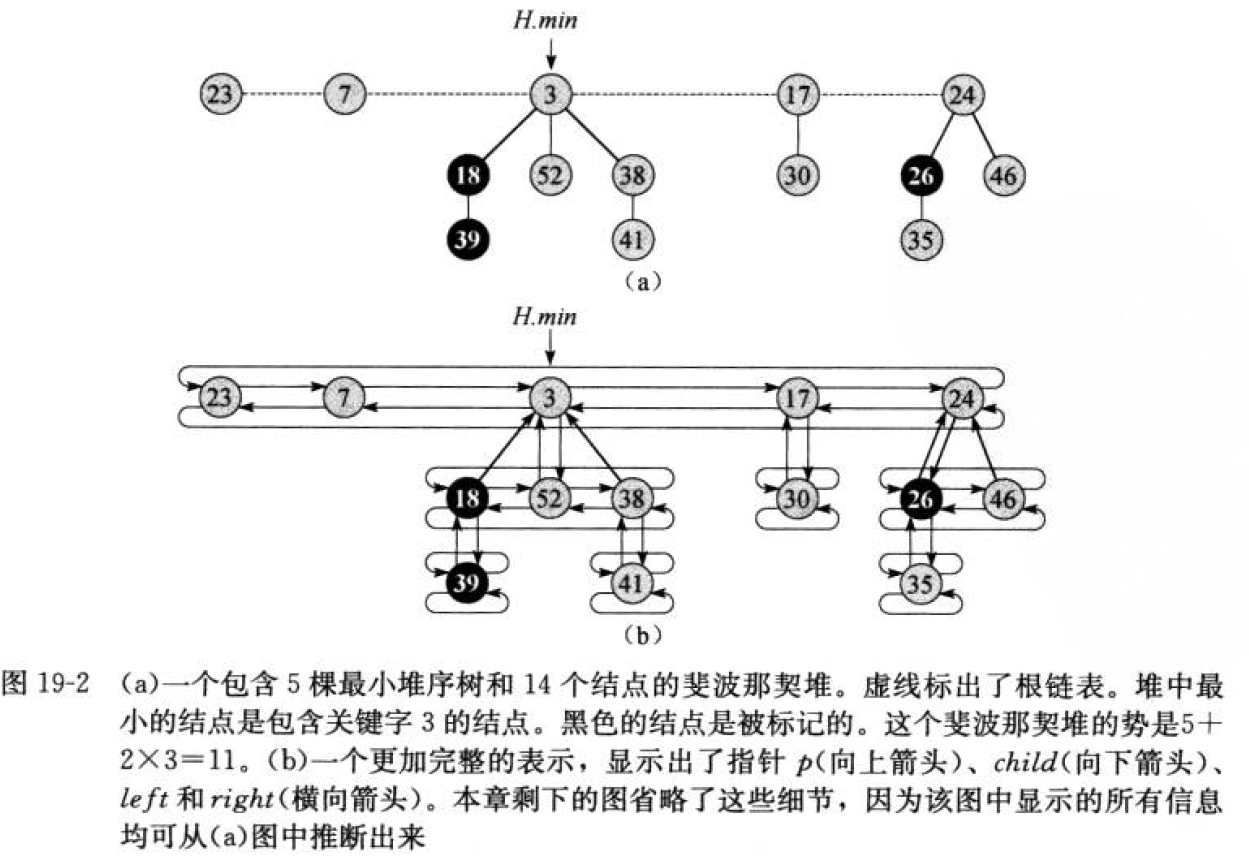 H.min
23 7 3 17 24
18 52 38 30 26 46
39 41 35
(a)
H.min
23 7 3 17 24
18 52 38 30 26 46
39 41 35
(b)
图 19-2 (a)一个包含 5 棵最小堆序树和 14 个结点的斐波那契堆。虚线标出了根链表。堆中最
小的结点是包含关键字 3 的结点。黑色的结点是被标记的。这个斐波那契堆的势是5+
2×3=11。(b)一个更加完整的表示，显示出了指针 p(向上箭头)、child(向下箭头)、
left 和 right(横向箭头)。本章剩下的图省略了这些细节，因为该图中显示的所有信息
均可从(a)图中推断出来